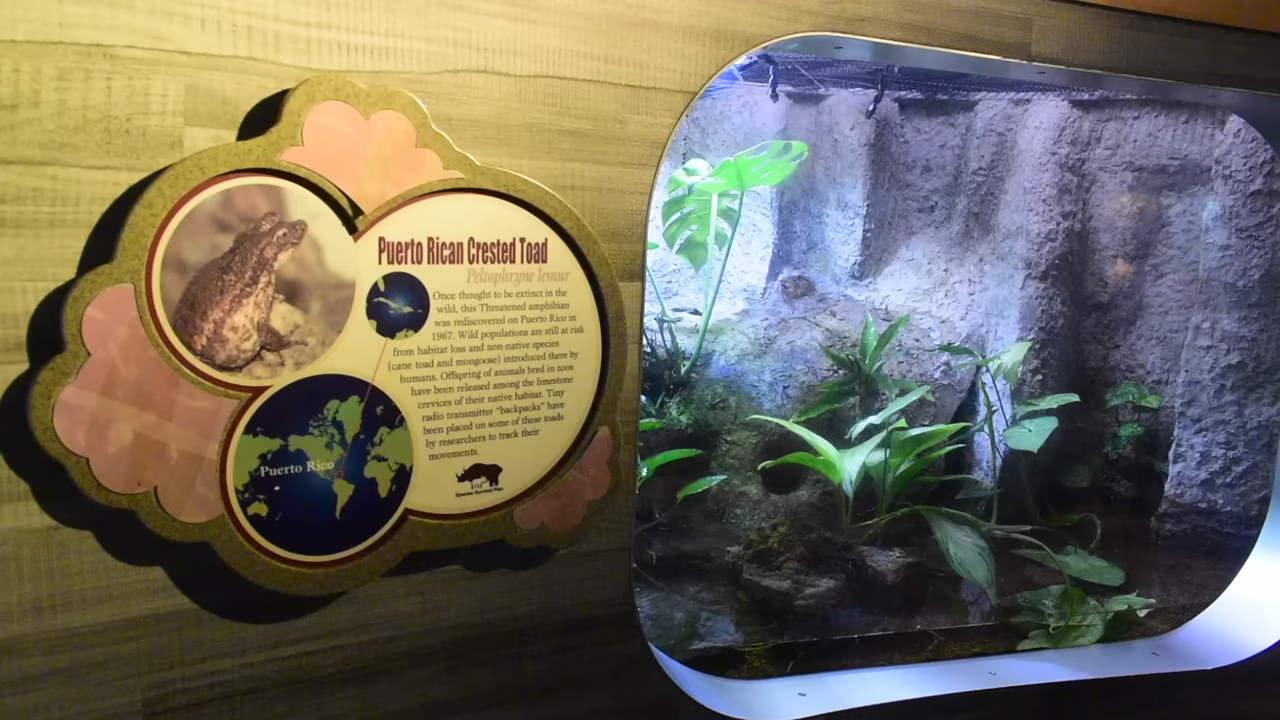 Puerto Rican Crested Toad
Peltophryne lemur
Once thought to be extinct in the
wild, this Threatened amphibian
was rediscovered on Puerto Rico in
1967. Wild populations are still at risk
from habitat loss and non-native species
(cane toad and mongoose) introduced there by
humans. Offspring of animals bred in zoos
have been released among the limestone
crevices of their native habitat. Tiny
radio transmitter "backpacks" have
been placed on some of these toads
by researchers to track their
movements.
Puerto Rico
Species Survival Plan